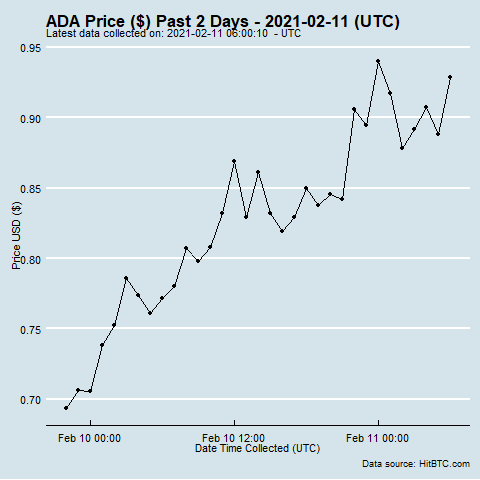 ADA Price ($) Past 2 Days - 2021-02-11 (UTC)
Latest data collected on: 2021-02-11 06:00:10  - UTC
0.95
0.90
0.85
0.80
0.75
0.70
Price USD ($)
Feb 10 00:00
Feb 10 12:00
Feb 11 00:00
Date Time Collected (UTC)
Data source: HitBTC.com